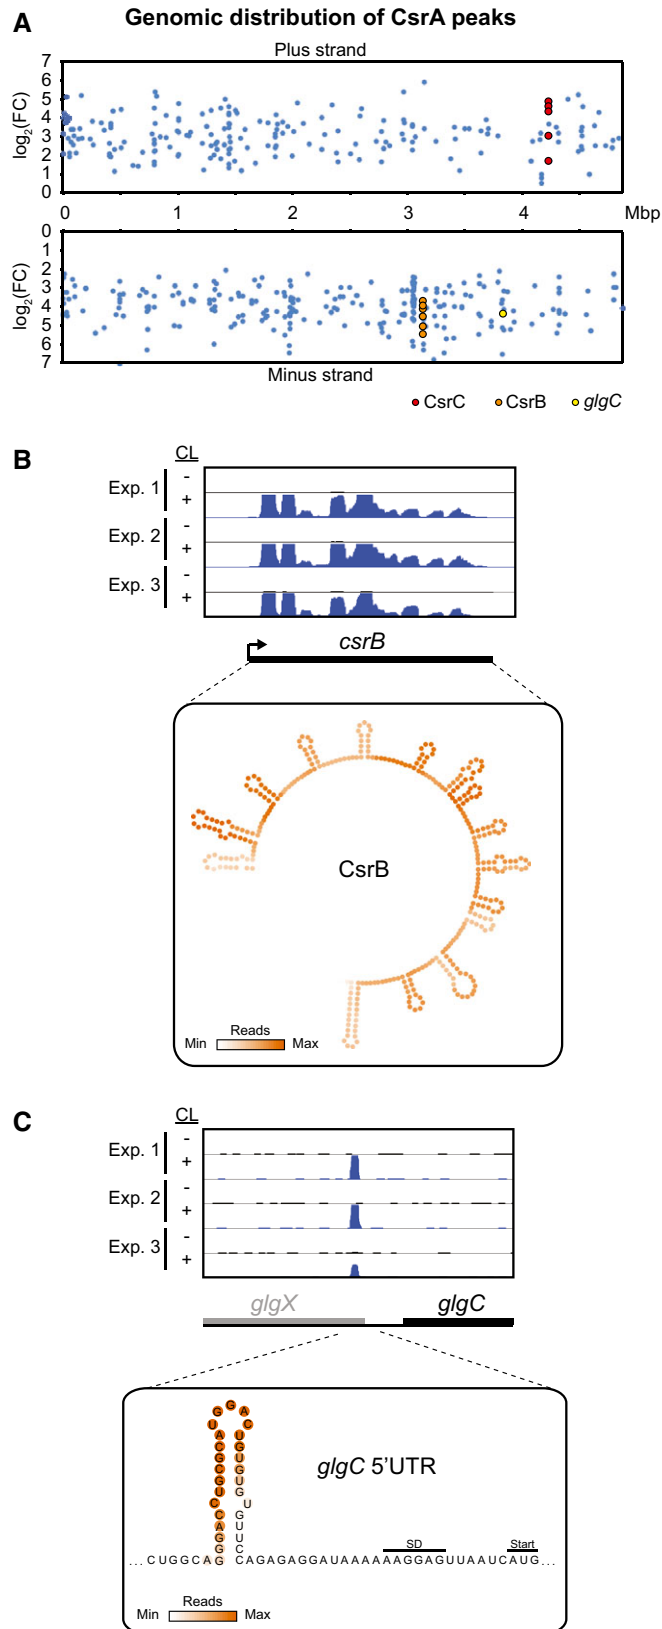 A
Genomic distribution of CsrA peaks
Plus strand
log2(FC)
7
6
5
4
3
2
1
0
0 1 2 3 4 Mbp
log2(FC)
0
1
2
3
4
5
6
7
Minus strand
CsrC CsrB glgC
B
CL
Exp. 1 - +
Exp. 2 - +
Exp. 3 - +
csrB
CsrB
Reads
Min Max
C
CL
Exp. 1 - +
Exp. 2 - +
Exp. 3 - +
glgX glgC
glgC 5'UTR
G
G A
U C
A U
C G
G U
C G
G U
U G
C U
C G
A U
G U
G C
SD Start
...CUGGCAG CAGAGAGGAUAAAAAAGGAGUUAAUCAUG...
Reads
Min Max